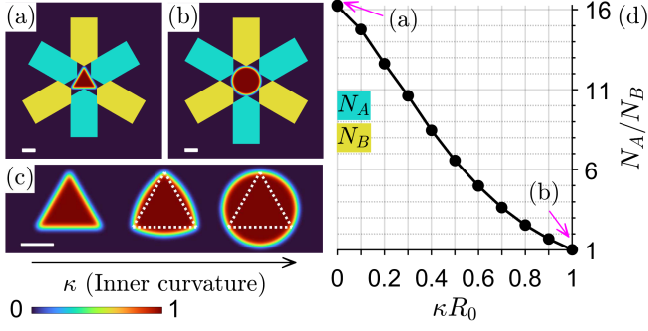 (a)
(b)
(c)
κ (Inner curvature)
0 1
16 (d)
(a)
11
N_A
N_B
N_A/N_B
6
(b)
1
0 0.2 0.4 0.6 0.8 1
κR_0